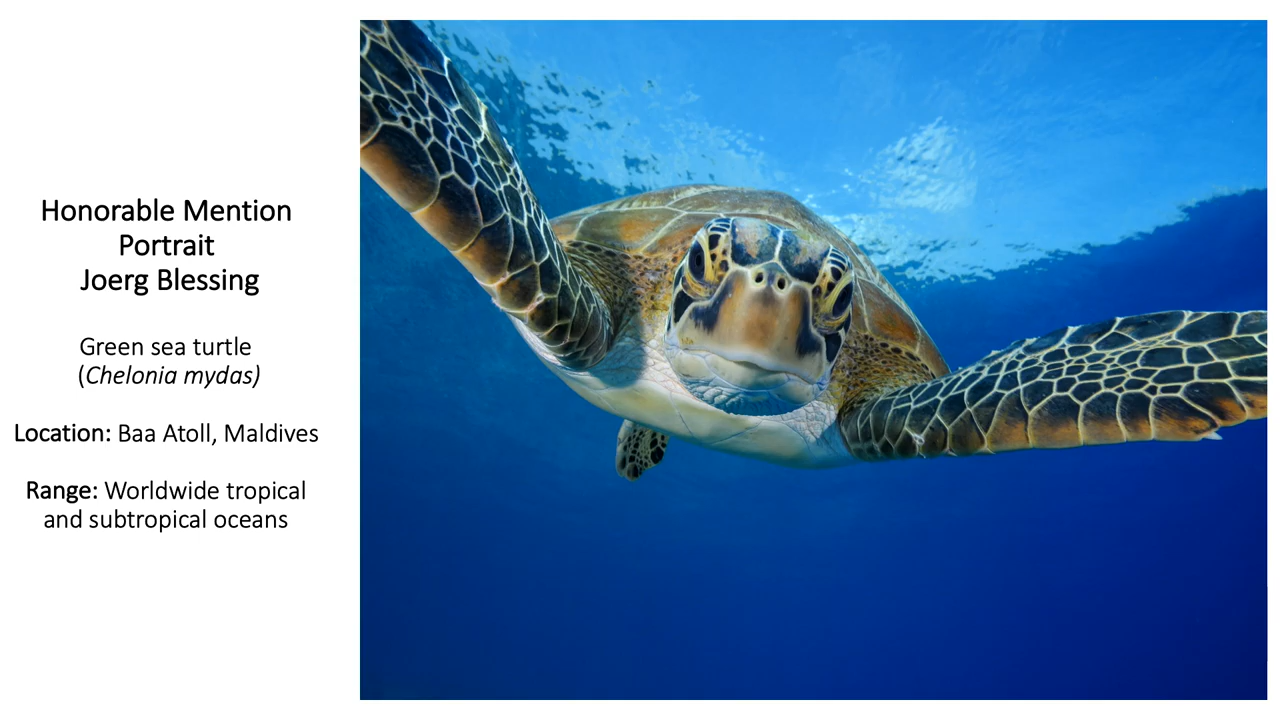 Honorable Mention
Portrait
Joerg Blessing
Green sea turtle
(Chelonia mydas)
Location: Baa Atoll, Maldives
Range: Worldwide tropical
and subtropical oceans